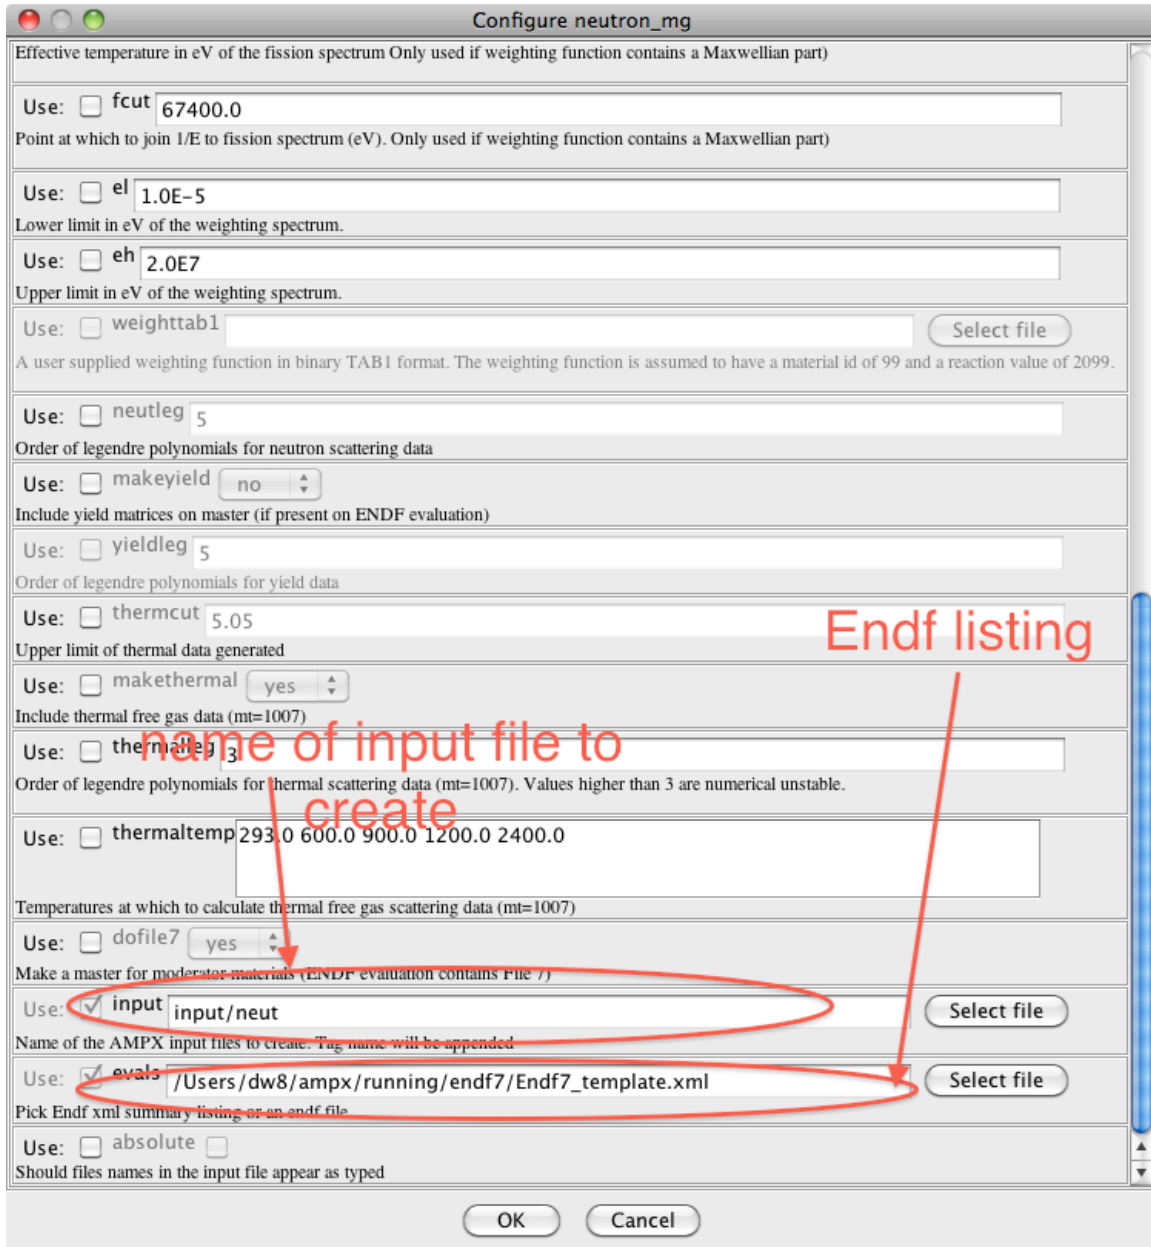 Configure neutron_mg
Effective temperature in eV of the fission spectrum Only used if weighting function contains a Maxwellian part)
Use: fcut 67400.0
Point at which to join 1/E to fission spectrum (eV). Only used if weighting function contains a Maxwellian part)
Use: el 1.0E-5
Lower limit in eV of the weighting spectrum.
Use: eh 2.0E7
Upper limit in eV of the weighting spectrum.
Use: weighttab1 Select file
A user supplied weighting function in binary TAB1 format. The weighting function is assumed to have a material id of 99 and a reaction value of 2099.
Use: neutleg 5
Order of legendre polynomials for neutron scattering data
Use: makeyield no
Include yield matrices on master (if present on ENDF evaluation)
Use: yieldleg 5
Order of legendre polynomials for yield data
Use: thermcut 5.05
Endf listing
Upper limit of thermal data generated
Use: makethermal yes
Include thermal free gas data (mt=1007)
name of input file to
create
Use: thermalleg 3
Order of legendre polynomials for thermal scattering data (mt=1007). Values higher than 3 are numerical unstable.
Use: thermaltemp 293.0 600.0 900.0 1200.0 2400.0
Temperatures at which to calculate thermal free gas scattering data (mt=1007)
Use: dofile7 yes
Make a master for moderator materials (ENDF evaluation contains File 7)
Use: input input/neut Select file
Name of the AMPX input files to create. Tag name will be appended
Use: evals /Users/dw8/ampx/running/endf7/Endf7_template.xml Select file
Pick Endf xml summary listing or an endf file
Use: absolute
Should files names in the input file appear as typed
OK Cancel